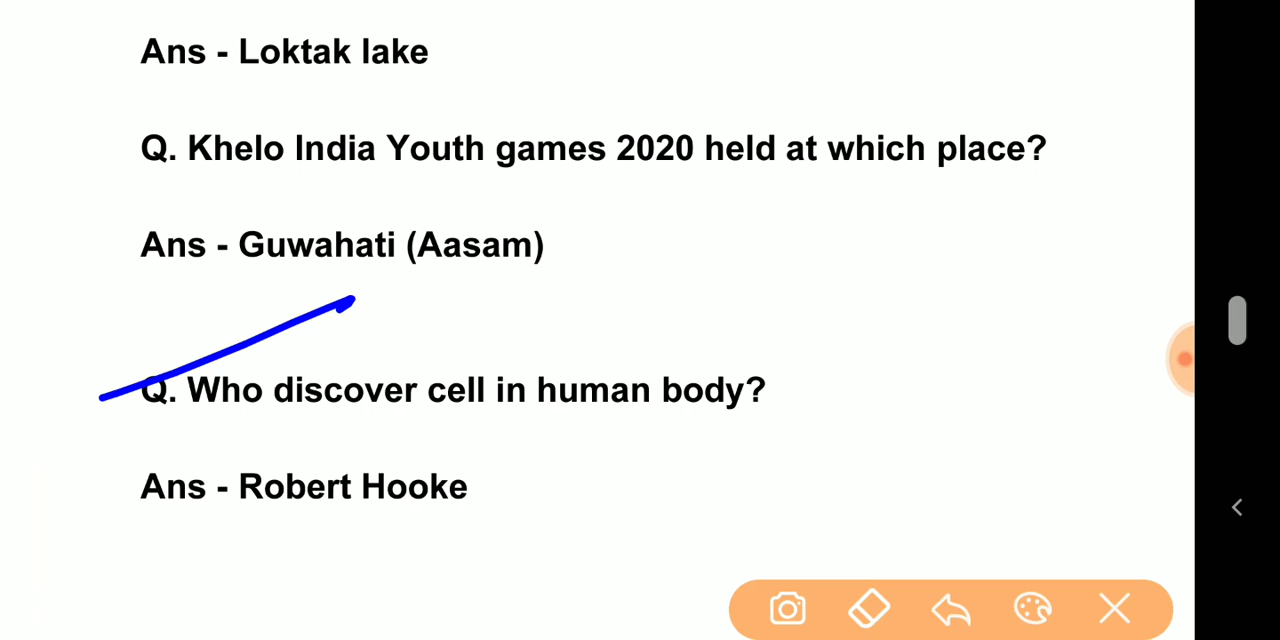 Ans - Loktak lake
Q. Khelo India Youth games 2020 held at which place?
Ans - Guwahati (Aasam)
Q. Who discover cell in human body?
Ans - Robert Hooke